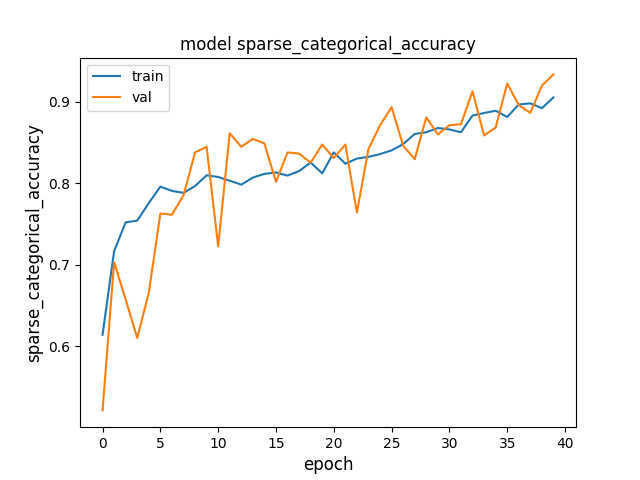 model sparse_categorical_accuracy
train
val
0.9
0.8
0.7
0.6
sparse_categorical_accuracy
0 5 10 15 20 25 30 35 40
epoch